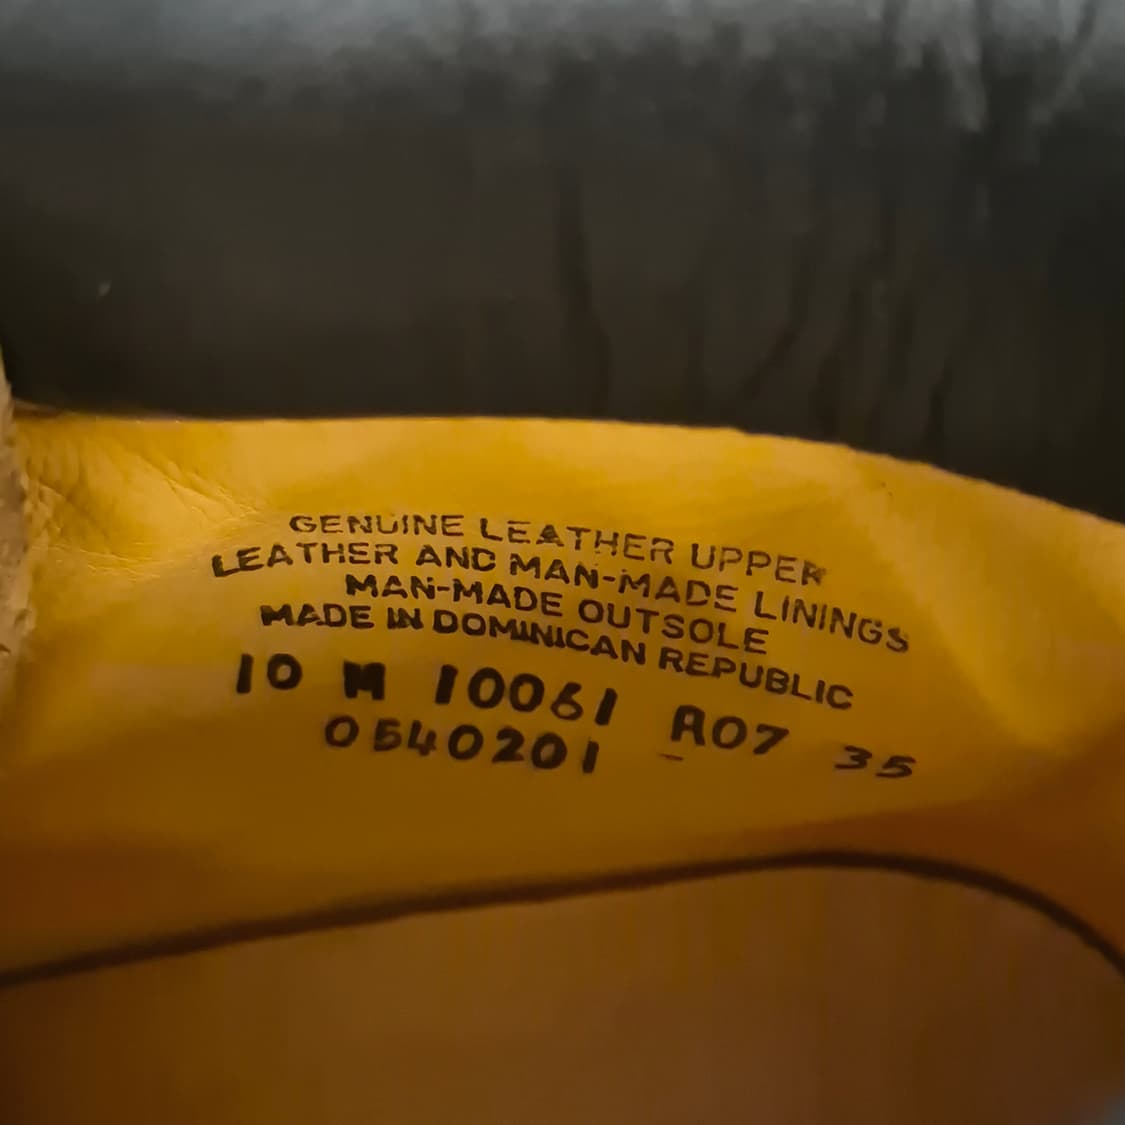 GENUINE LEATHER UPPER
LEATHER AND MAN-MADE LININGS
MAN-MADE OUTSOLE
MADE IN DOMINICAN REPUBLIC
10 M 10061 A07 35
0540201